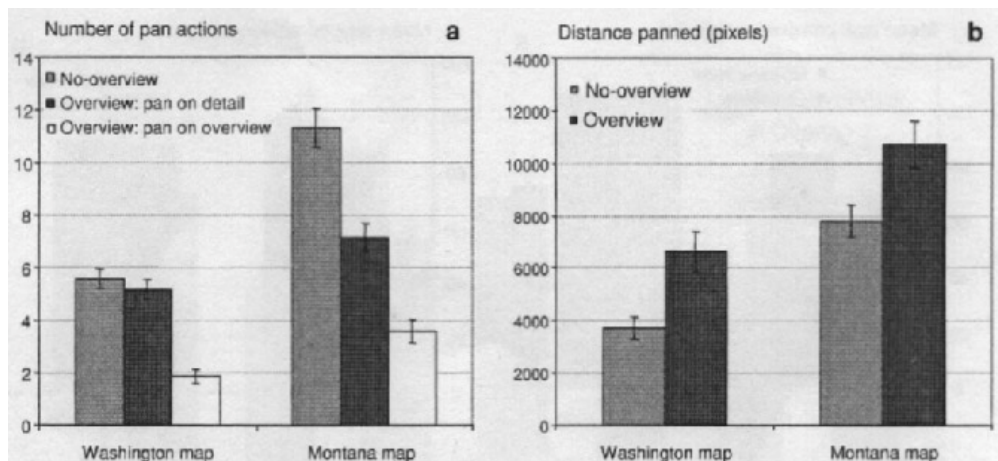 Number of pan actions
a
14
12
10
8
6
4
2
0
No-overview
Overview: pan on detail
Overview: pan on overview
Washington map
Montana map
Distance panned (pixels)
b
14000
12000
10000
8000
6000
4000
2000
0
No-overview
Overview
Washington map
Montana map